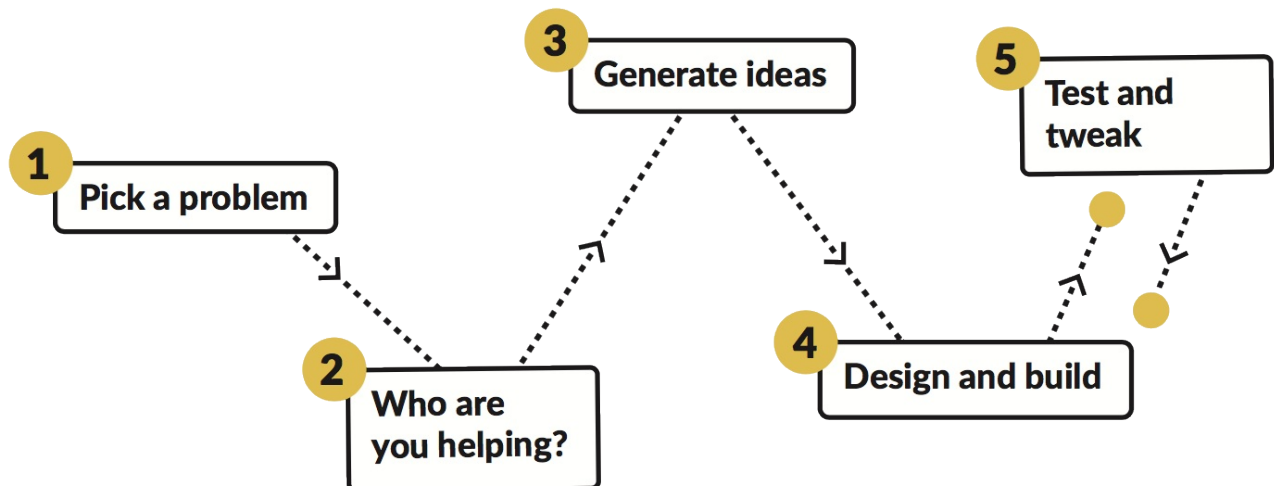 1
Pick a problem
2
Who are
you helping?
3
Generate ideas
4
Design and build
5
Test and
tweak